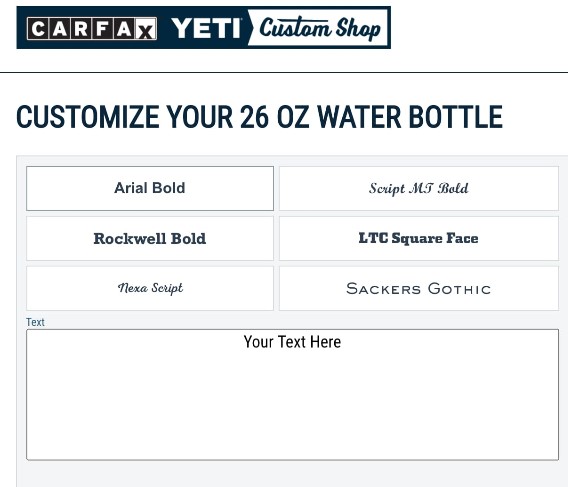 CARFAX YETI Custom Shop
CUSTOMIZE YOUR 26 OZ WATER BOTTLE
Arial Bold
Script MT Bold
Rockwell Bold
LTC Square Face
Nexa Script
Sackers Gothic
Text
Your Text Here